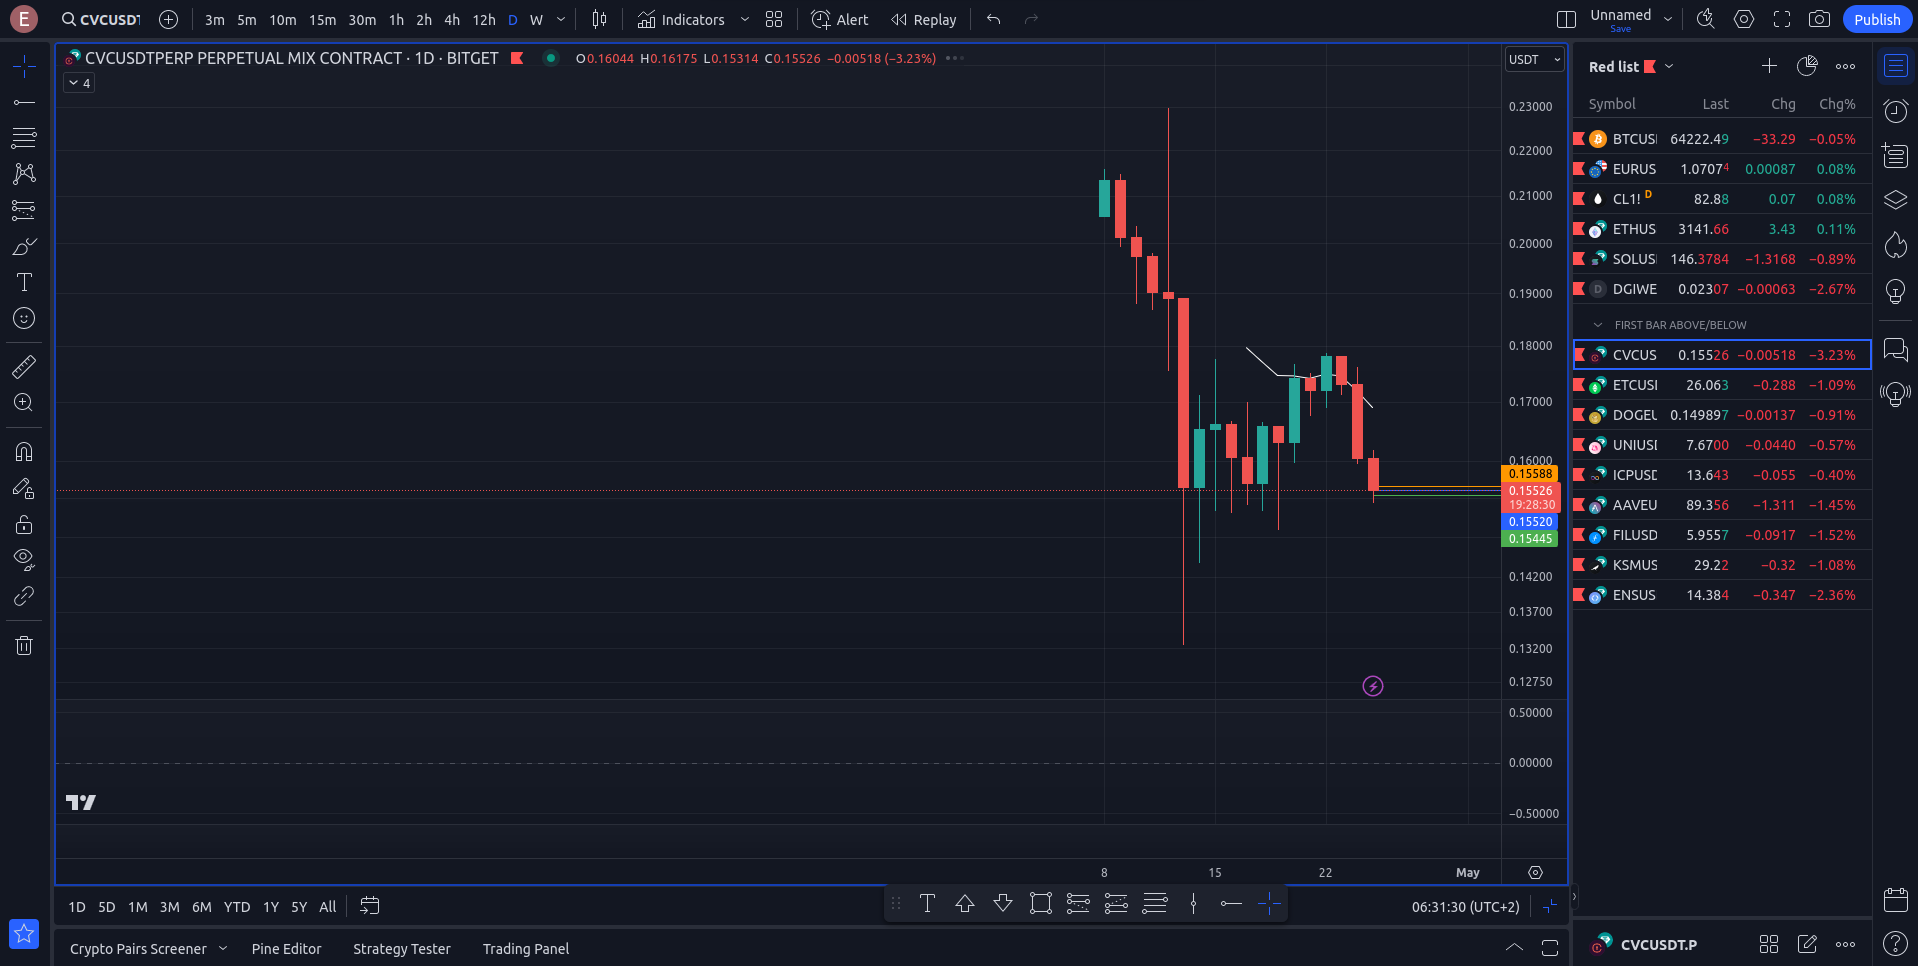 E CVCUSDT 3m 5m 10m 15m 30m 1h 2h 4h 12h D W Indicators Alert Replay Unnamed Save Publish
CVCUSDTPERP PERPETUAL MIX CONTRACT · 1D · BITGET O0.16044 H0.16175 L0.15314 C0.15526 −0.00518 (−3.23%)
4
USDT
0.23000
0.22000
0.21000
0.20000
0.19000
0.18000
0.17000
0.16000
0.15588
0.15526
19:28:30
0.15520
0.15445
0.14200
0.13700
0.13200
0.12750
0.50000
0.00000
−0.50000
8 15 22 May
1D 5D 1M 3M 6M YTD 1Y 5Y All
06:31:30 (UTC+2)
Crypto Pairs Screener Pine Editor Strategy Tester Trading Panel
Red list
Symbol Last Chg Chg%
BTCUS 64222.49 −33.29 −0.05%
EURUS 1.07074 0.00087 0.08%
CL1! D 82.88 0.07 0.08%
ETHUS 3141.66 3.43 0.11%
SOLUS 146.3784 −1.3168 −0.89%
D DGIWE 0.02307 −0.00063 −2.67%
FIRST BAR ABOVE/BELOW
CVCUS 0.15526 −0.00518 −3.23%
ETCUSI 26.063 −0.288 −1.09%
DOGEU 0.149897 −0.00137 −0.91%
UNIUSI 7.6700 −0.0440 −0.57%
ICPUSD 13.643 −0.055 −0.40%
AAVEU 89.356 −1.311 −1.45%
FILUSD 5.9557 −0.0917 −1.52%
KSMUS 29.22 −0.32 −1.08%
ENSUS 14.384 −0.347 −2.36%
CVCUSDT.P